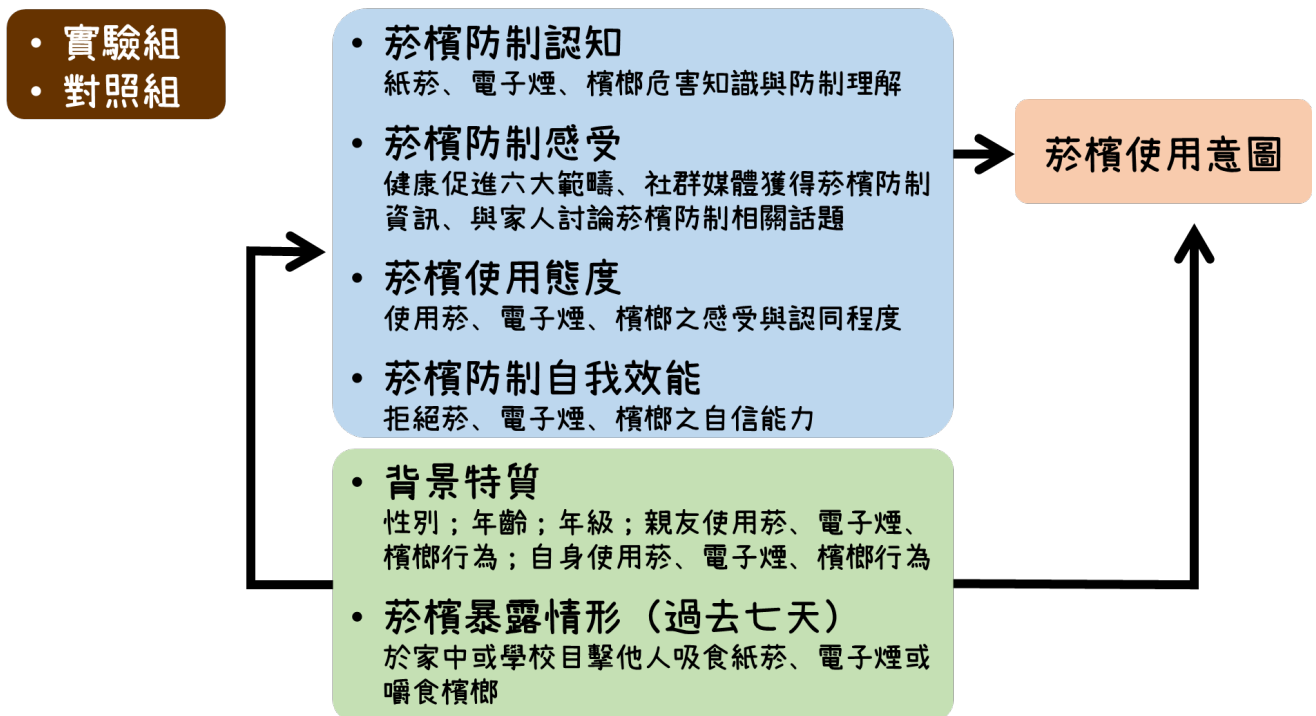 • 實驗組
• 對照組
• 菸檳防制認知
紙菸、電子煙、檳榔危害知識與防制理解
• 菸檳防制感受
健康促進六大範疇、社群媒體獲得菸檳防制
資訊、與家人討論菸檳防制相關話題
• 菸檳使用態度
使用菸、電子煙、檳榔之感受與認同程度
• 菸檳防制自我效能
拒絕菸、電子煙、檳榔之自信能力
菸檳使用意圖
• 背景特質
性別；年齡；年級；親友使用菸、電子煙、
檳榔行為；自身使用菸、電子煙、檳榔行為
• 菸檳暴露情形（過去七天）
於家中或學校目擊他人吸食紙菸、電子煙或
嚼食檳榔